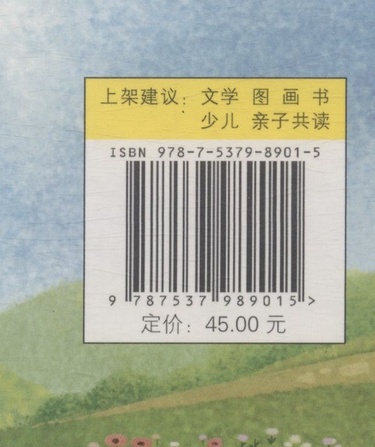 上架建议：文学 图 画 书
少儿 亲子共读
ISBN 978-7-5379-8901-5
9 787537 989015 >
定价：45.00 元